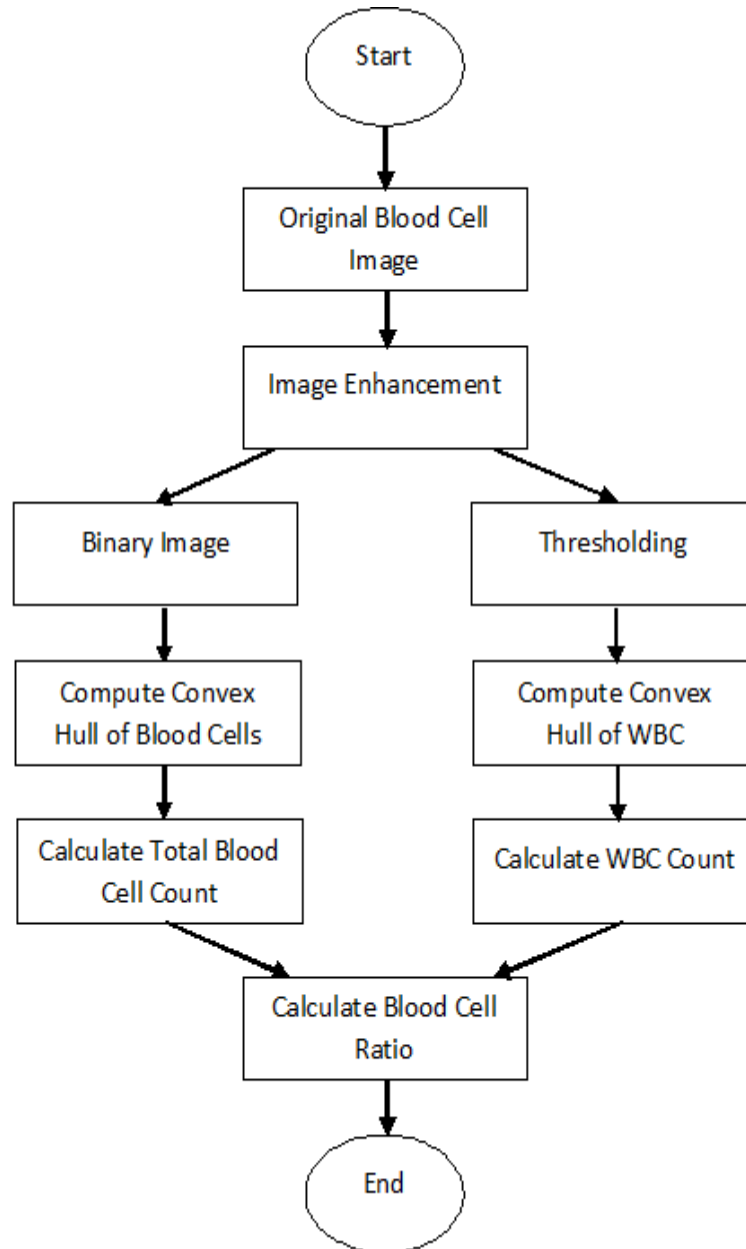 Start
Original Blood Cell
Image
Image Enhancement
Binary Image
Thresholding
Compute Convex
Hull of Blood Cells
Compute Convex
Hull of WBC
Calculate Total Blood
Cell Count
Calculate WBC Count
Calculate Blood Cell
Ratio
End